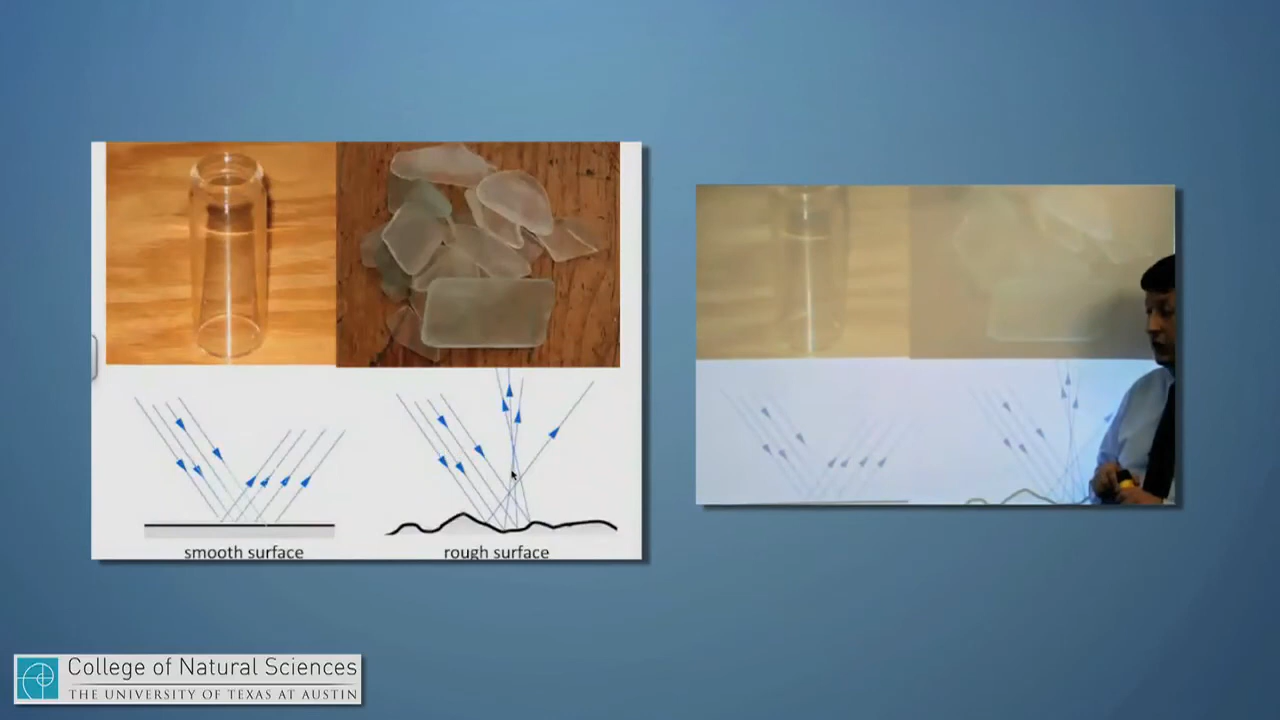 smooth surface
rough surface
College of Natural Sciences
THE UNIVERSITY OF TEXAS AT AUSTIN